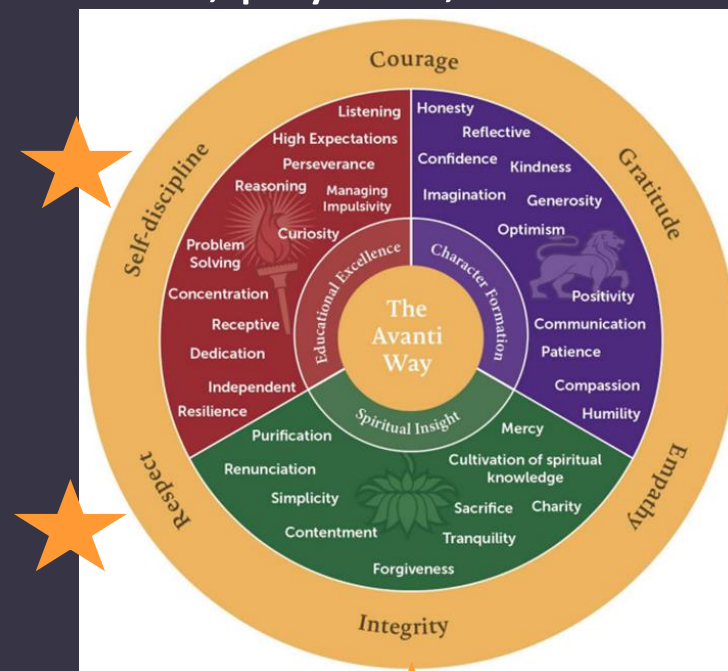 Courage
Gratitude
Empathy
Integrity
Respect
Self-discipline
The
Avanti
Way
Educational Excellence
Character Formation
Spiritual Insight
Listening
High Expectations
Perseverance
Reasoning
Managing
Impulsivity
Curiosity
Problem
Solving
Concentration
Receptive
Dedication
Independent
Resilience
Honesty
Reflective
Confidence
Kindness
Imagination
Generosity
Optimism
Positivity
Communication
Patience
Compassion
Humility
Purification
Mercy
Renunciation
Cultivation of spiritual
knowledge
Simplicity
Sacrifice
Charity
Contentment
Tranquility
Forgiveness